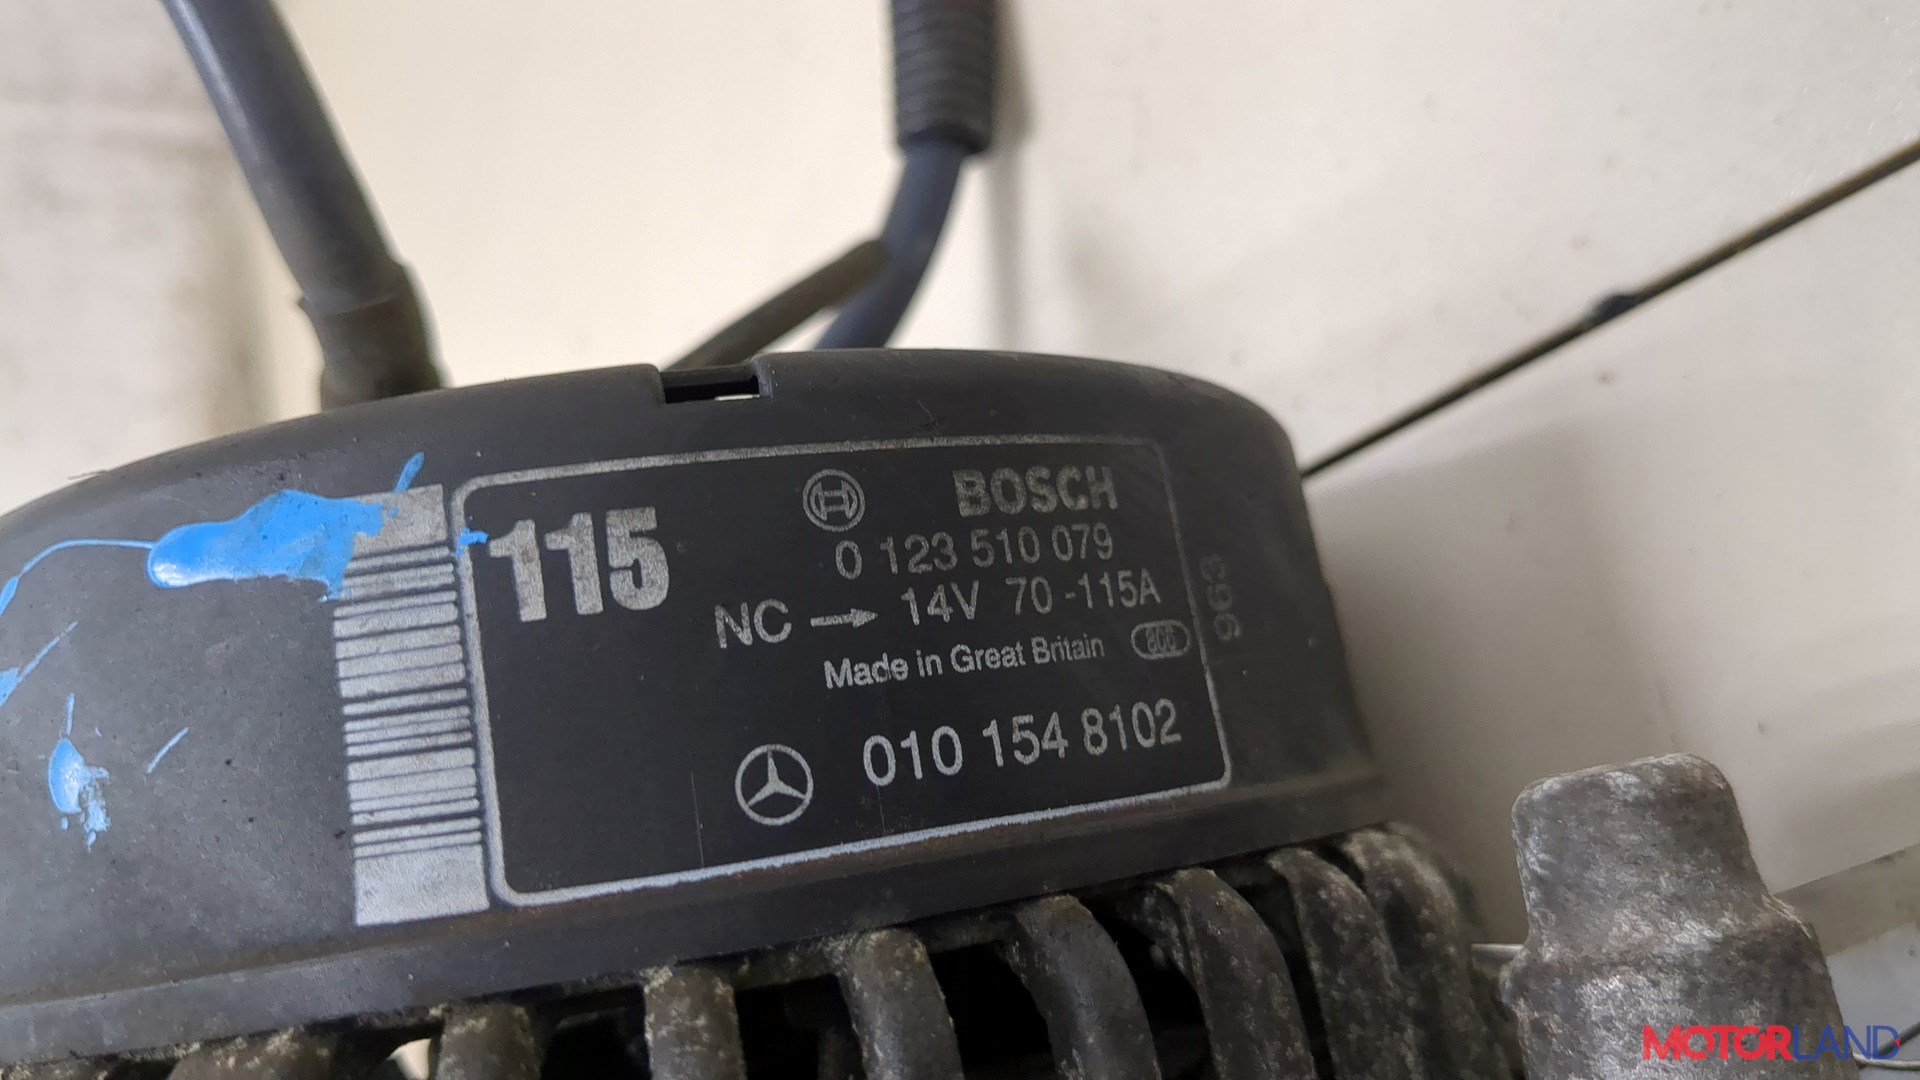 115
BOSCH
0 123 510 079
NC → 14V 70-115A
Made in Great Britain
010 154 8102
963
MOTORLAND